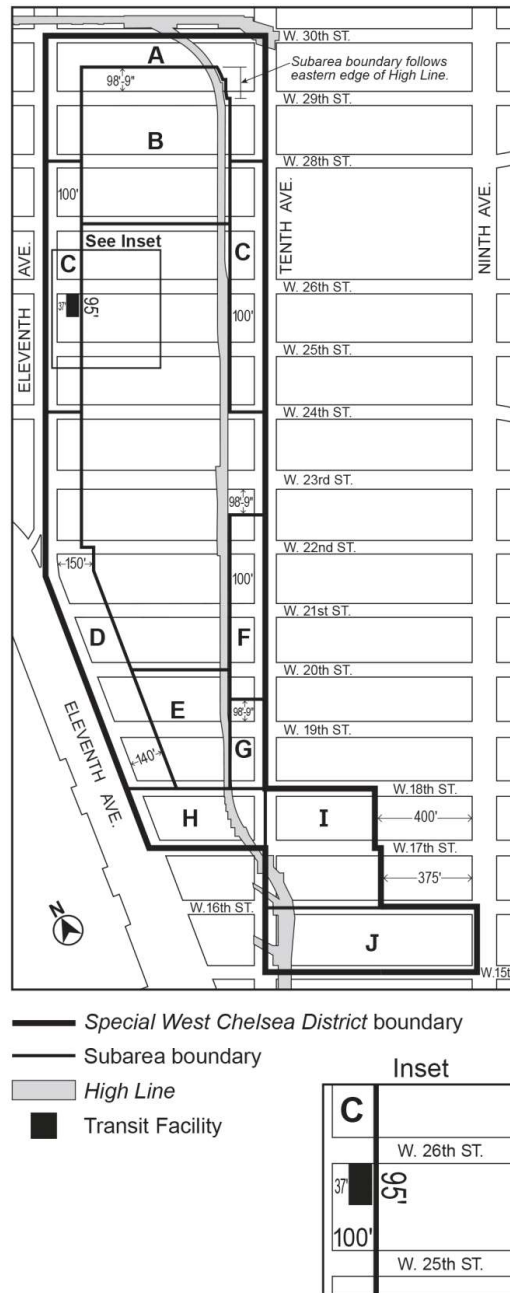 W. 30th ST.
A
Subarea boundary follows
eastern edge of High Line.
98'-9"
W. 29th ST.
B
W. 28th ST.
100'
TENTH AVE.
NINTH AVE.
See Inset
C
C
ELEVENTH AVE.
W. 26th ST.
37'
95'
100'
W. 25th ST.
W. 24th ST.
W. 23rd ST.
98'-9"
W. 22nd ST.
150'
100'
W. 21st ST.
D
F
W. 20th ST.
E
98'-9"
W. 19th ST.
G
ELEVENTH AVE.
140'
W.18th ST.
H
I
400'
W.17th ST.
375'
W.16th ST.
N
J
W.15t
Special West Chelsea District boundary
Subarea boundary
High Line
Transit Facility
Inset
C
W. 26th ST.
37'
95'
100'
W. 25th ST.